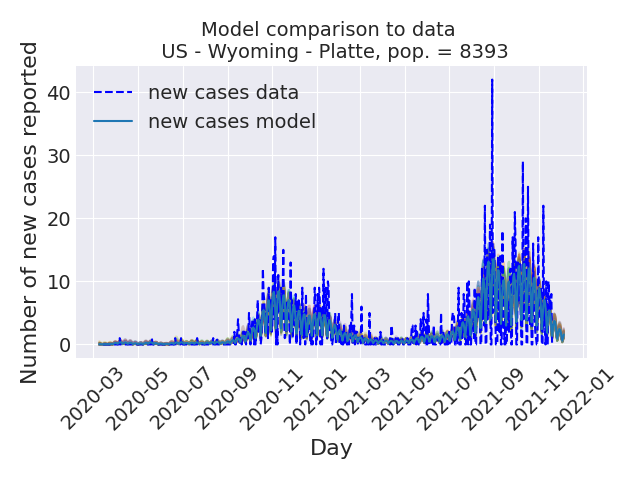 Model comparison to data
US - Wyoming - Platte, pop. = 8393
Number of new cases reported
40
30
20
10
0
new cases data
new cases model
2020-03
2020-05
2020-07
2020-09
2020-11
2021-01
2021-03
2021-05
2021-07
2021-09
2021-11
2022-01
Day